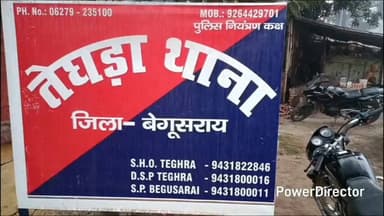 PH. No.: 06279 - 235100 MOB.: 9264429701
पुलिस नियंत्रण कक्ष
तेघड़ा थाना
जिला- बेगूसराय
S.H.O. TEGHRA - 9431822846
D.S.P TEGHRA - 9431800016
S.P. BEGUSARAI - 9431800011
PowerDirector